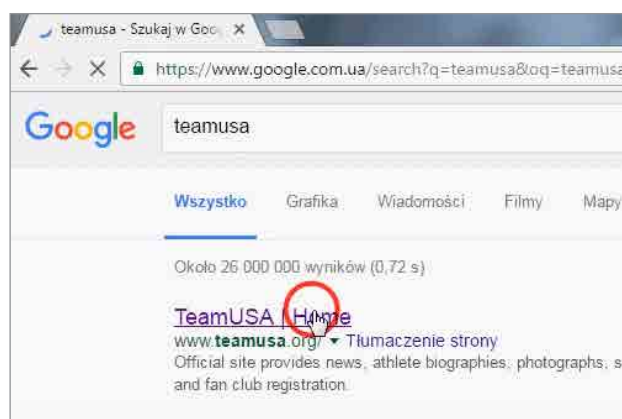 teamusa - Szukaj w Goo
https://www.google.com.ua/search?q=teamusa&oq=teamusa
Google
teamusa
Wszystko Grafika Wiadomości Filmy Mapy
Około 26 000 000 wyników (0,72 s)
TeamUSA | Home
www.teamusa.org/ Tłumaczenie strony
Official site provides news, athlete biographies, photographs, s
and fan club registration.